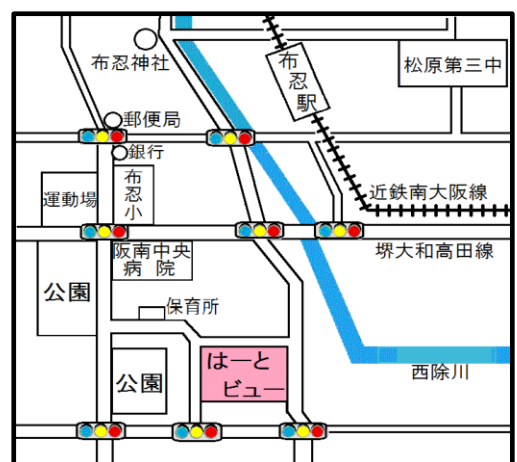 布忍神社
布忍駅
松原第三中
郵便局
銀行
運動場
布忍小
近鉄南大阪線
阪南中央
病院
堺大和高田線
公園
保育所
はーと
ビュー
公園
西除川